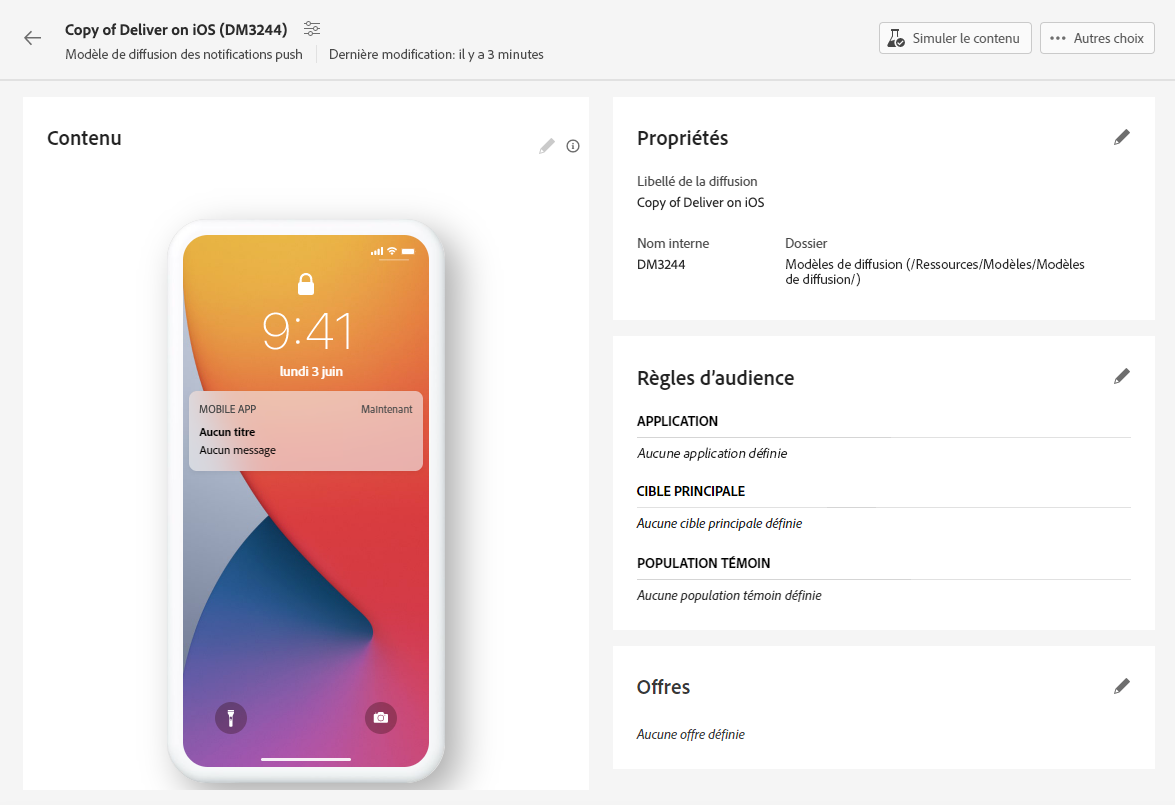 Copy of Deliver on iOS (DM3244)
Modèle de diffusion des notifications push
Dernière modification: il y a 3 minutes
Simuler le contenu
Autres choix
Contenu
9:41
lundi 3 juin
MOBILE APP
Maintenant
Aucun titre
Aucun message
Propriétés
Libellé de la diffusion
Copy of Deliver on iOS
Nom interne
DM3244
Dossier
Modèles de diffusion (/Ressources/Modèles/Modèles
de diffusion/)
Règles d’audience
APPLICATION
Aucune application définie
CIBLE PRINCIPALE
Aucune cible principale définie
POPULATION TÉMOIN
Aucune population témoin définie
Offres
Aucune offre définie